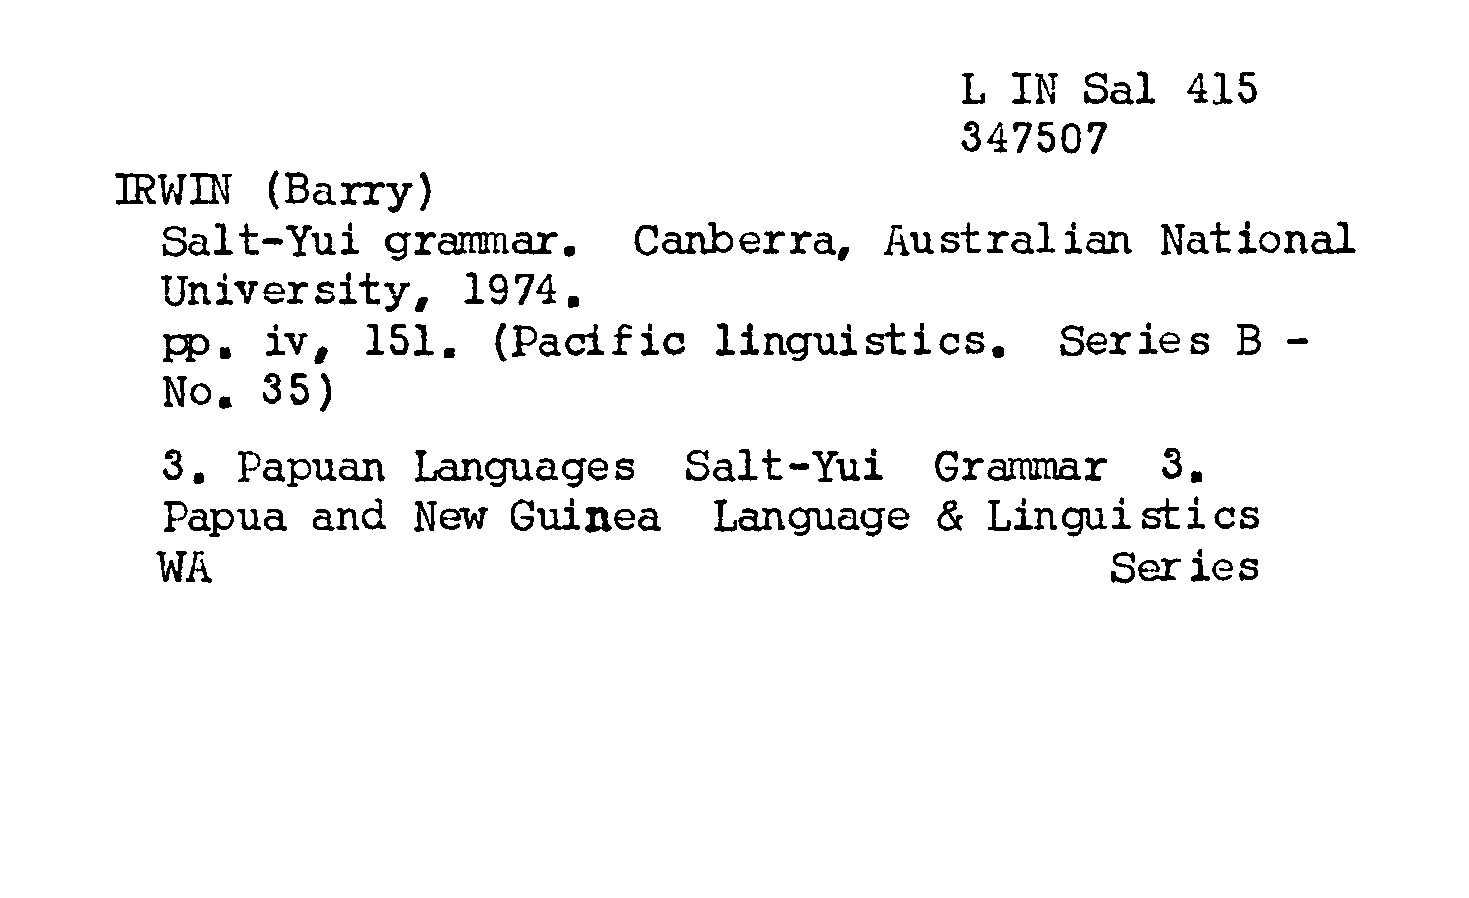 L IN Sal 415
347507
IRWIN (Barry)
Salt-Yui grammar. Canberra, Australian National
University, 1974.
pp. iv, 151. (Pacific linguistics. Series B -
No. 35)
3. Papuan Languages Salt-Yui Grammar 3.
Papua and New Guinea Language & Linguistics
WA Series